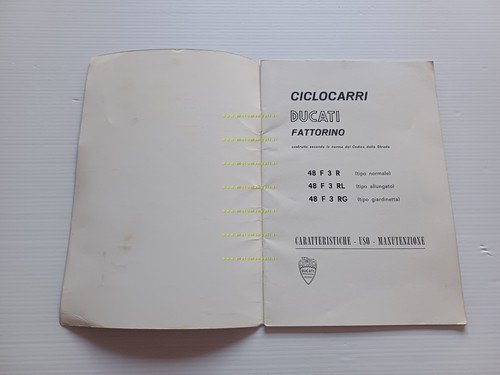 CICLOCARRI
DUCATI
FATTORINO
costruito secondo le norme del Codice della Strada
48 F 3 R (tipo normale)
48 F 3 RL (tipo allungato)
48 F 3 RG (tipo giardinetta)
CARATTERISTICHE - USO - MANUTENZIONE
DUCATI